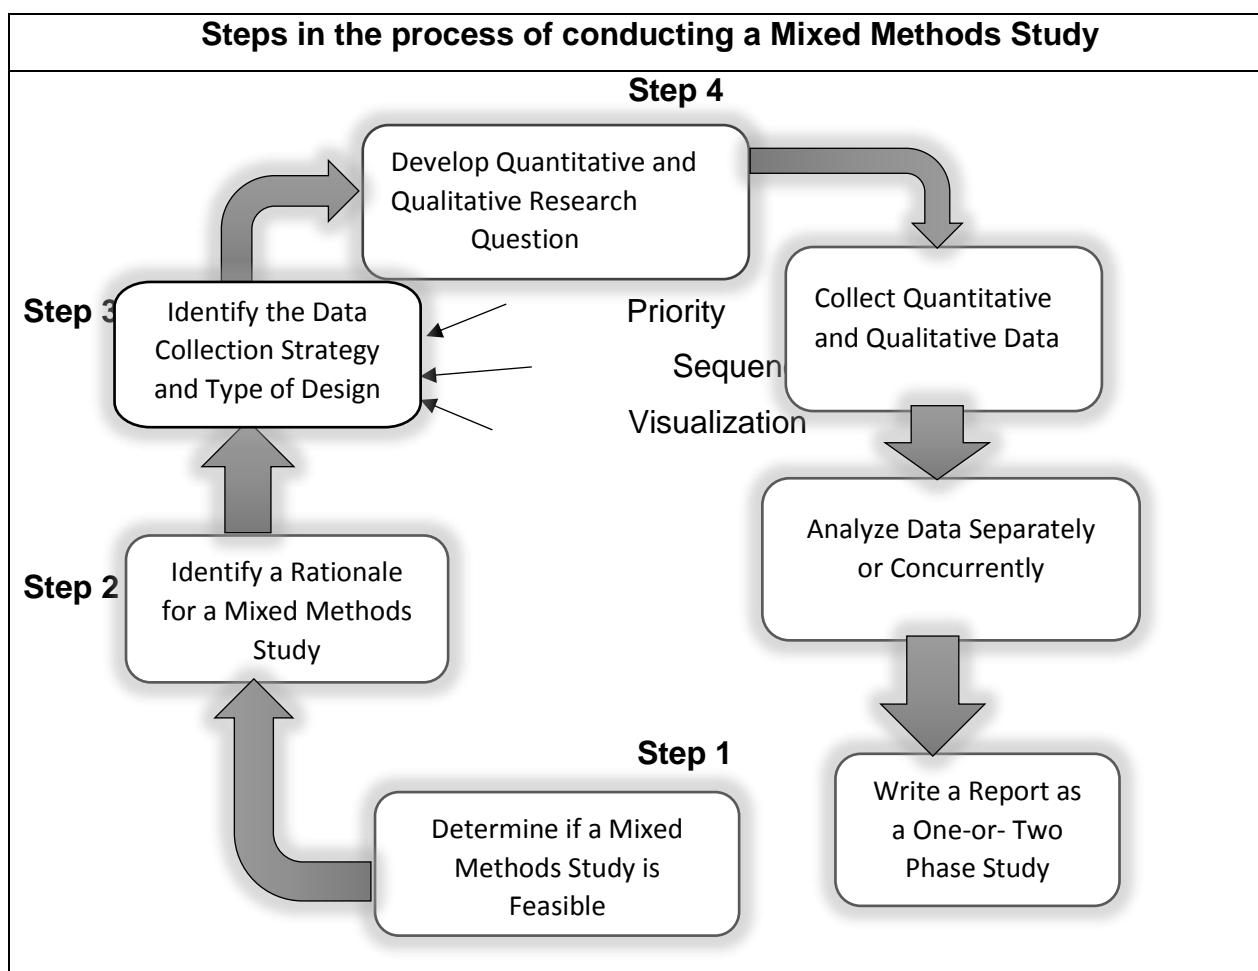 Steps in the process of conducting a Mixed Methods Study
Step 4
Develop Quantitative and
Qualitative Research
Question
Step 3
Identify the Data
Collection Strategy
and Type of Design
Priority
Sequen
Visualization
Collect Quantitative
and Qualitative Data
Analyze Data Separately
or Concurrently
Step 2
Identify a Rationale
for a Mixed Methods
Study
Step 1
Determine if a Mixed
Methods Study is
Feasible
Write a Report as
a One-or- Two
Phase Study